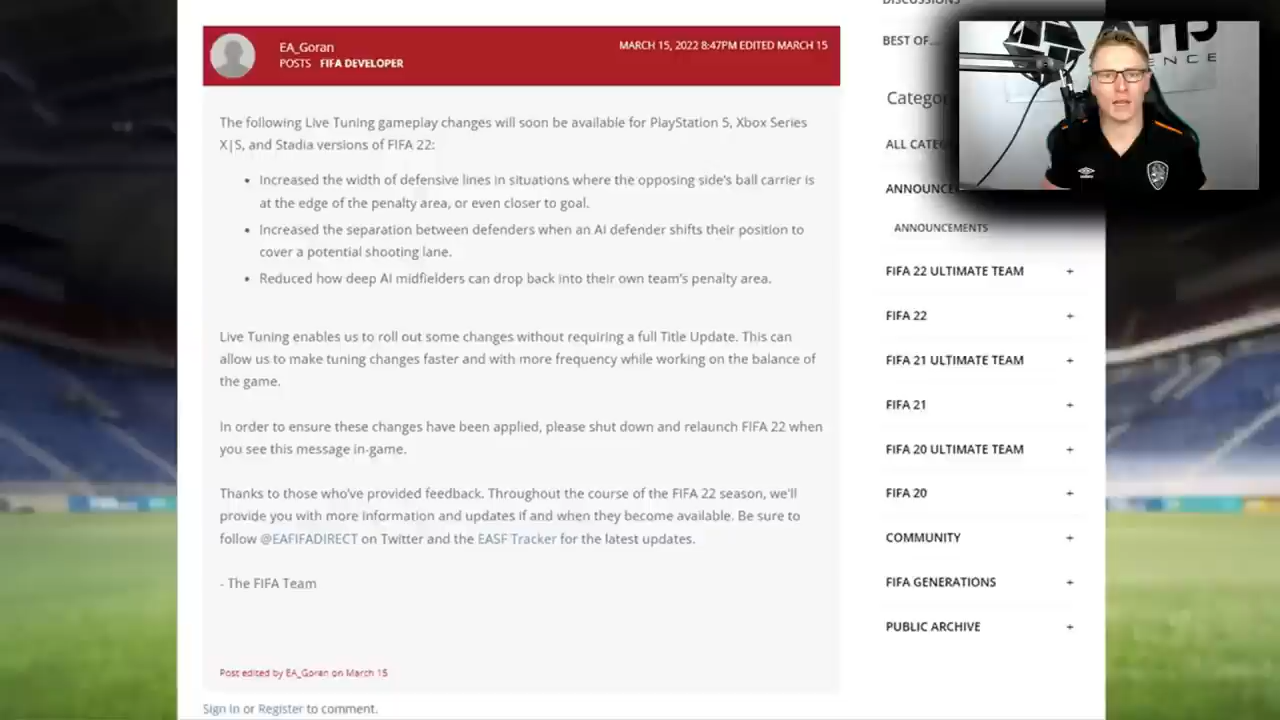 DISCUSSIONS
EA_Goran
MARCH 15, 2022 8:47PM EDITED MARCH 15
POSTS FIFA DEVELOPER
BEST OF...
The following Live Tuning gameplay changes will soon be available for PlayStation 5, Xbox Series
X|S, and Stadia versions of FIFA 22:
• Increased the width of defensive lines in situations where the opposing side's ball carrier is
at the edge of the penalty area, or even closer to goal.
• Increased the separation between defenders when an AI defender shifts their position to
cover a potential shooting lane.
• Reduced how deep AI midfielders can drop back into their own team's penalty area.
Live Tuning enables us to roll out some changes without requiring a full Title Update. This can
allow us to make tuning changes faster and with more frequency while working on the balance of
the game.
In order to ensure these changes have been applied, please shut down and relaunch FIFA 22 when
you see this message in-game.
Thanks to those who've provided feedback. Throughout the course of the FIFA 22 season, we'll
provide you with more information and updates if and when they become available. Be sure to
follow @EAFIFADIRECT on Twitter and the EASF Tracker for the latest updates.
- The FIFA Team
Post edited by EA_Goran on March 15
Sign In or Register to comment.
Categor
ALL CATE
ANNOUNCE
ANNOUNCEMENTS
FIFA 22 ULTIMATE TEAM +
FIFA 22 +
FIFA 21 ULTIMATE TEAM +
FIFA 21 +
FIFA 20 ULTIMATE TEAM +
FIFA 20 +
COMMUNITY +
FIFA GENERATIONS +
PUBLIC ARCHIVE +